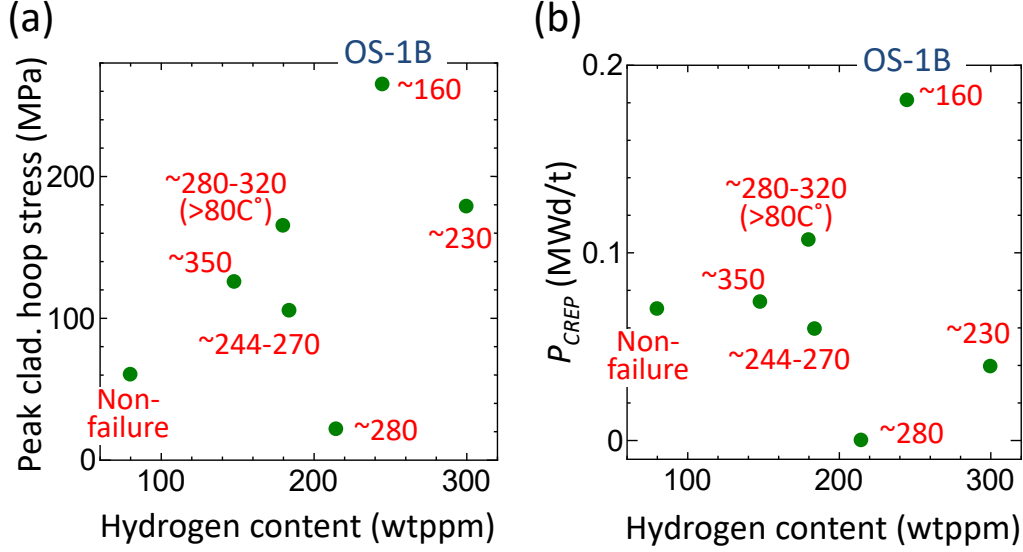 (a)
OS-1B
Peak clad. hoop stress (MPa)
200
100
0
~160
~280-320
(>80C˚)
~230
~350
~244-270
Non-
failure
~280
100
200
300
Hydrogen content (wtppm)
(b)
OS-1B
P_CREP (MWd/t)
0.2
0.1
0
~160
~280-320
(>80C˚)
~350
~230
Non-
failure
~244-270
~280
100
200
300
Hydrogen content (wtppm)